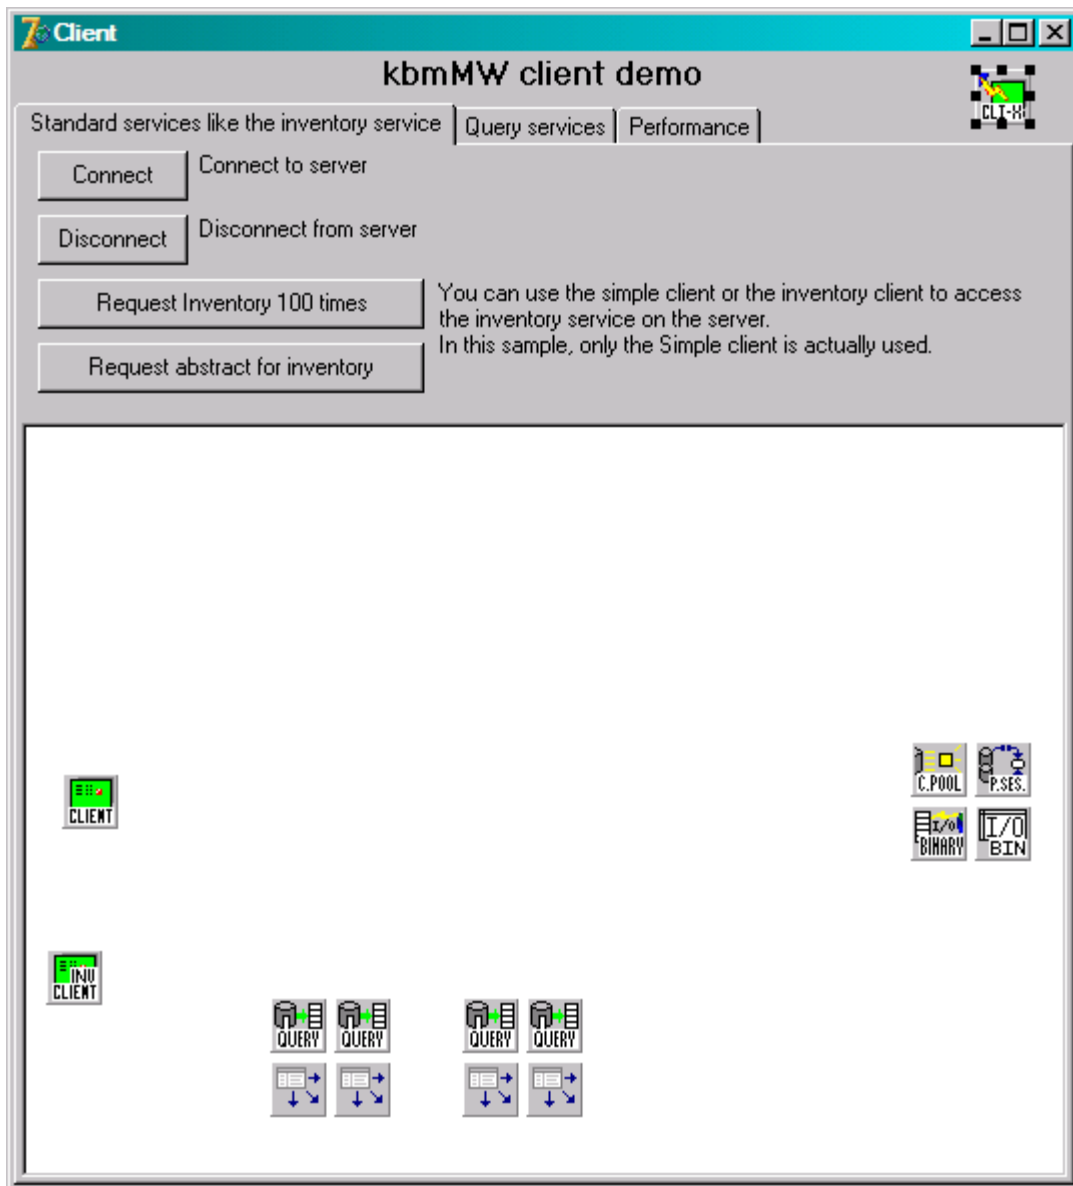 Client
kbmMW client demo
Standard services like the inventory service Query services Performance
Connect Connect to server
Disconnect Disconnect from server
Request Inventory 100 times
You can use the simple client or the inventory client to access
the inventory service on the server.
In this sample, only the Simple client is actually used.
Request abstract for inventory
C.POOL P.SES.
CLIENT
I/O BINARY I/O BIN
INV CLIENT
QUERY QUERY QUERY QUERY